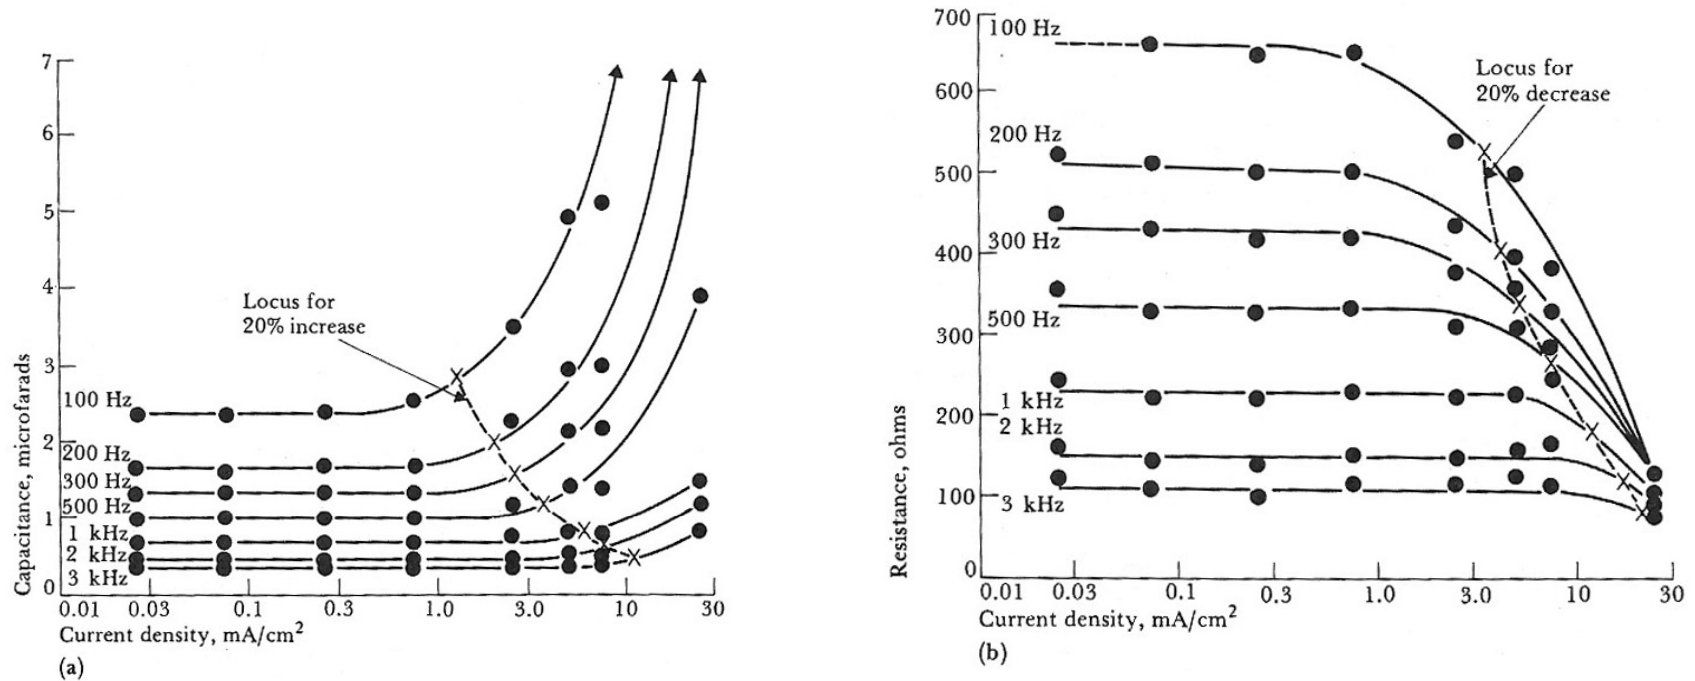 7
6
5
4
3
2
1
0
Capacitance, microfarads
100 Hz
200 Hz
300 Hz
500 Hz
1 kHz
2 kHz
3 kHz
Locus for
20% increase
0.01 0.03 0.1 0.3 1.0 3.0 10 30
Current density, mA/cm²
(a)
700
600
500
400
300
200
100
0
Resistance, ohms
100 Hz
200 Hz
300 Hz
500 Hz
1 kHz
2 kHz
3 kHz
Locus for
20% decrease
0.01 0.03 0.1 0.3 1.0 3.0 10 30
Current density, mA/cm²
(b)